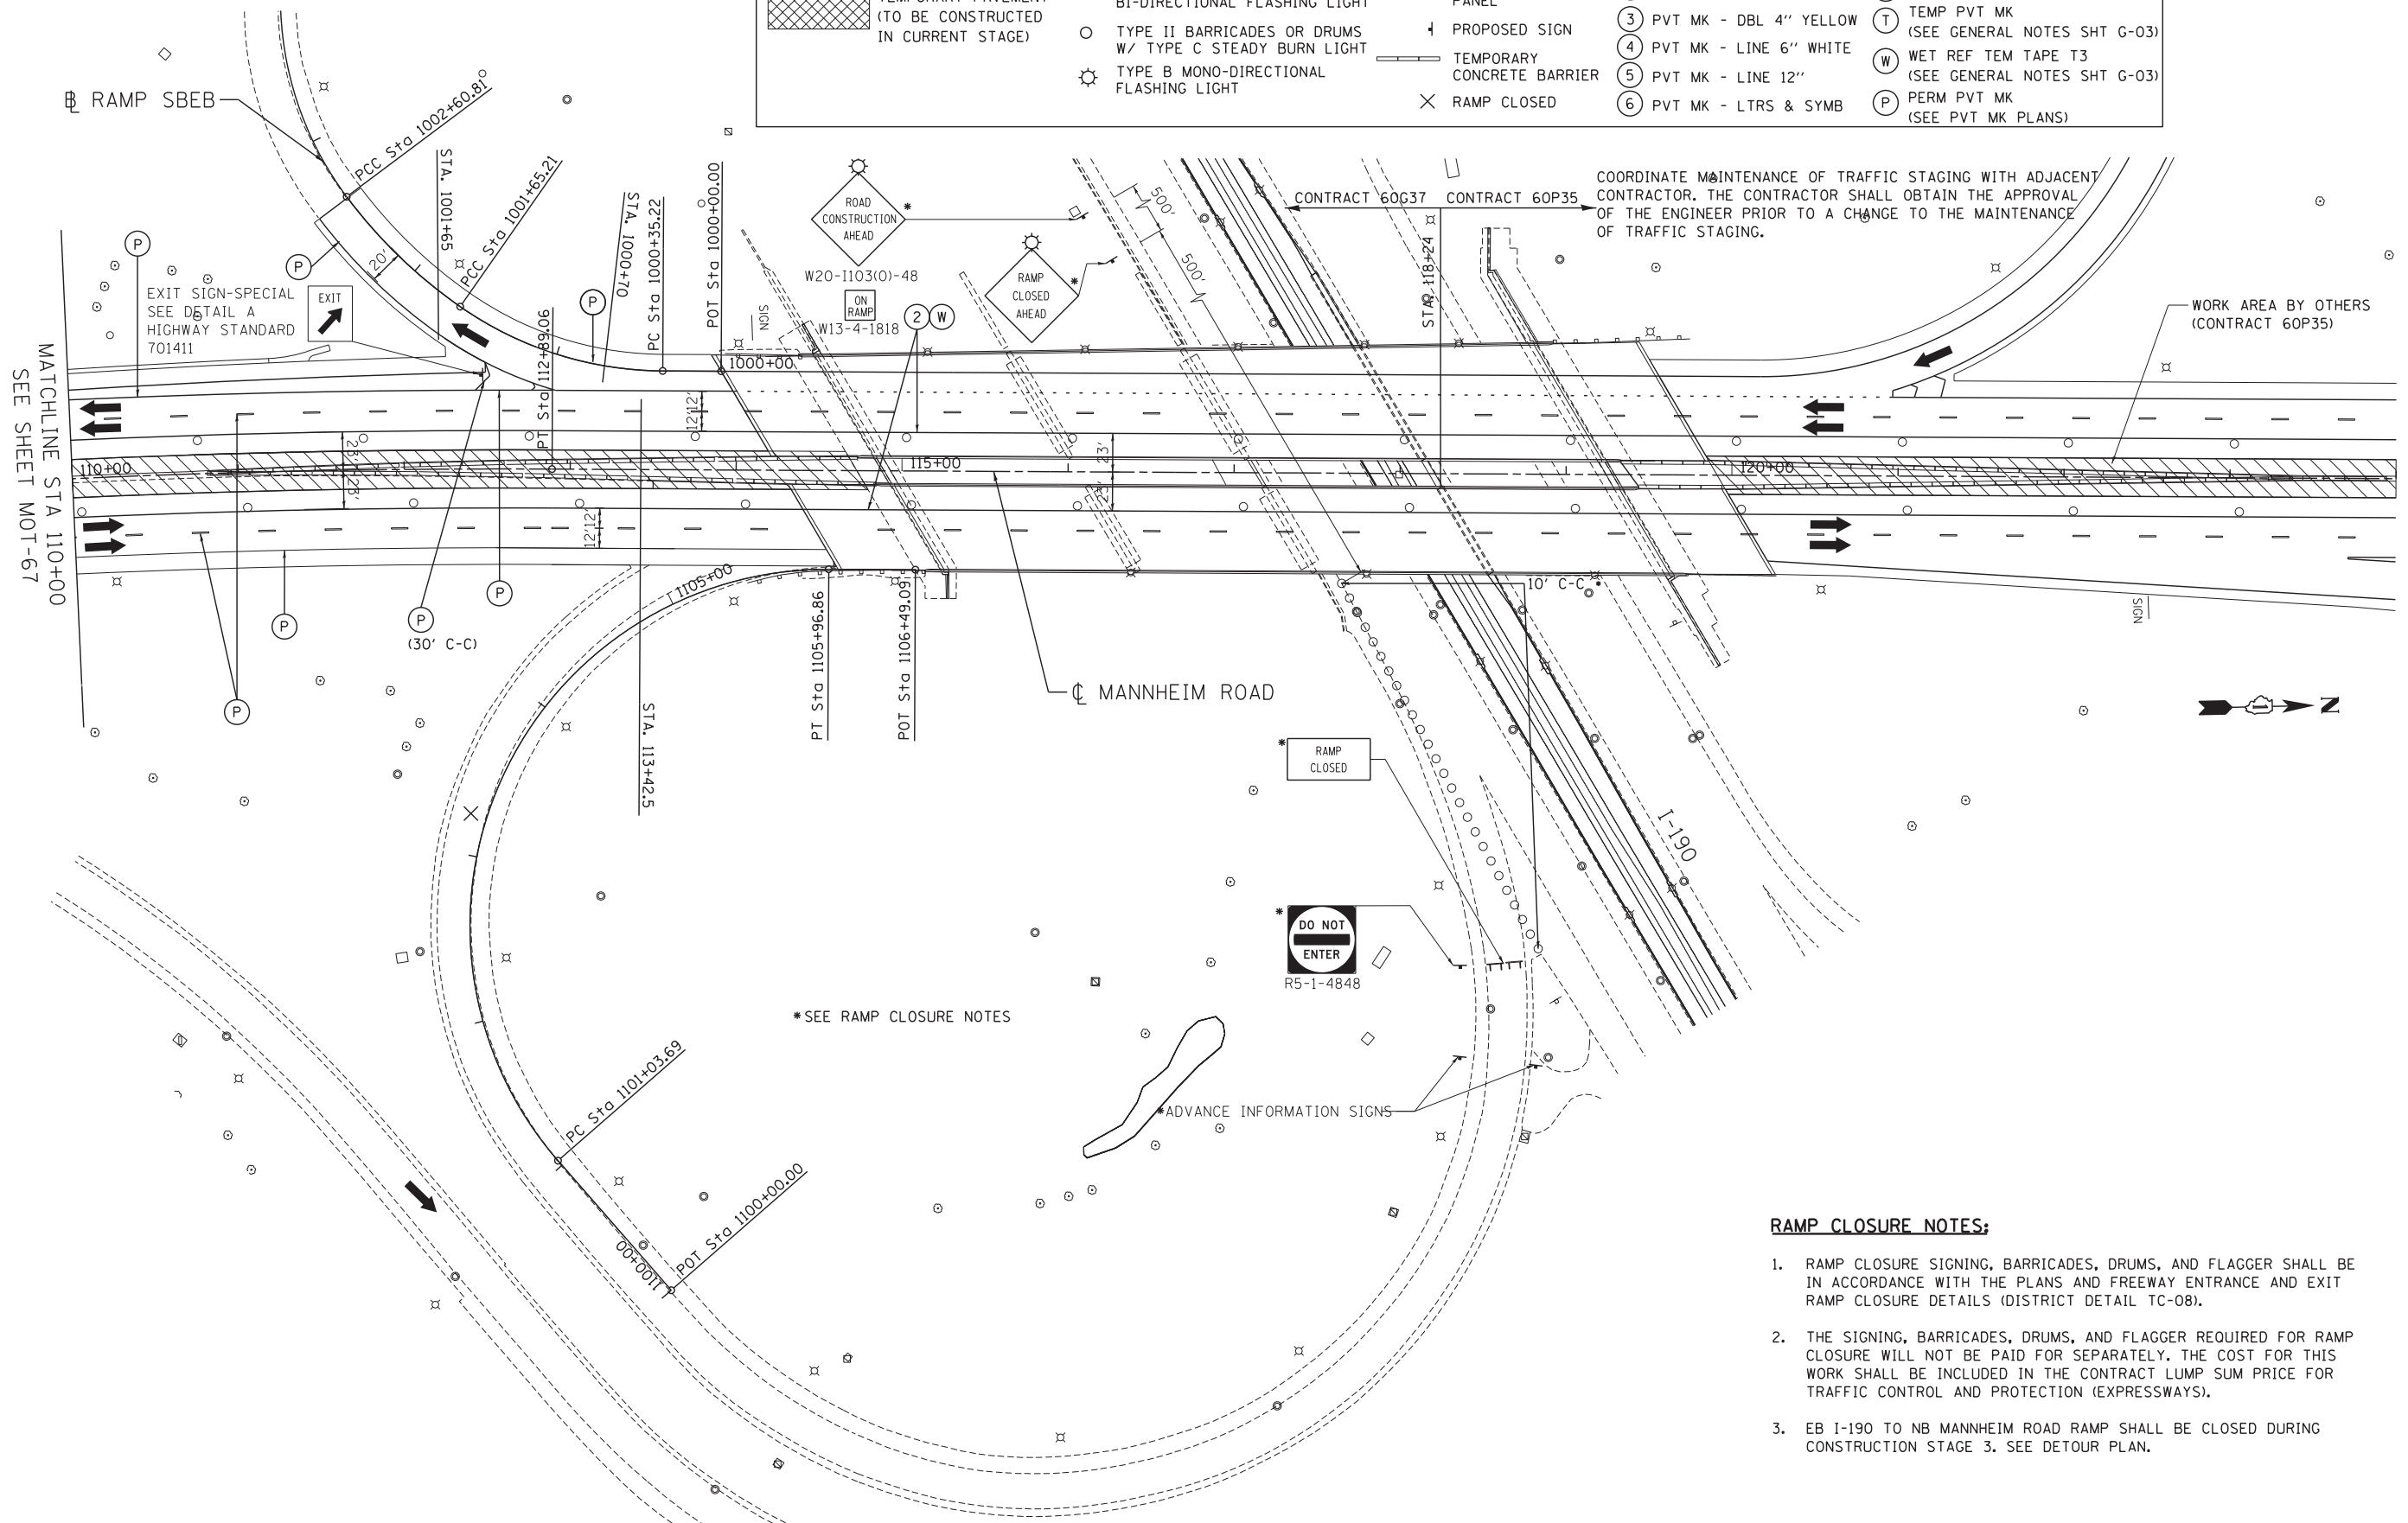 TEMPORARY PAVEMENT
(TO BE CONSTRUCTED
IN CURRENT STAGE)
BI-DIRECTIONAL FLASHING LIGHT
TYPE II BARRICADES OR DRUMS
W/ TYPE C STEADY BURN LIGHT
TYPE B MONO-DIRECTIONAL
FLASHING LIGHT
PANEL
PROPOSED SIGN
TEMPORARY
CONCRETE BARRIER
RAMP CLOSED
3 PVT MK - DBL 4" YELLOW
4 PVT MK - LINE 6" WHITE
5 PVT MK - LINE 12"
6 PVT MK - LTRS & SYMB
T TEMP PVT MK
(SEE GENERAL NOTES SHT G-03)
W WET REF TEM TAPE T3
(SEE GENERAL NOTES SHT G-03)
P PERM PVT MK
(SEE PVT MK PLANS)
B RAMP SBEB
PCC Sta 1002+60.81
STA. 1001+65
PCC Sta 1001+65.21
STA. 1000+70
PC Sta 1000+35.22
POT Sta 1000+00.00
SIGN
ROAD
CONSTRUCTION
AHEAD
*
W20-I103(O)-48
ON
RAMP
W13-4-1818
RAMP
CLOSED
AHEAD
*
500'
500'
CONTRACT 60G37
CONTRACT 60P35
STA. 118+24
COORDINATE MAINTENANCE OF TRAFFIC STAGING WITH ADJACENT
CONTRACTOR. THE CONTRACTOR SHALL OBTAIN THE APPROVAL
OF THE ENGINEER PRIOR TO A CHANGE TO THE MAINTENANCE
OF TRAFFIC STAGING.
WORK AREA BY OTHERS
(CONTRACT 60P35)
P
P
20'
P
2 W
EXIT SIGN-SPECIAL
SEE DETAIL A
HIGHWAY STANDARD
701411
EXIT
PT Sta 112+89.06
1000+00
12'
12'
MATCHLINE STA 110+00
SEE SHEET MOT-67
110+00
23'
23'
115+00
23'
120+00
12'
12'
P
P
P
(30' C-C)
P
1105+00
STA. 113+42.5
PT Sta 1105+96.86
POT Sta 1106+49.09
₵ MANNHEIM ROAD
10' C-C *
SIGN
N
*
RAMP
CLOSED
I-190
*
DO NOT
ENTER
R5-1-4848
*SEE RAMP CLOSURE NOTES
*ADVANCE INFORMATION SIGNS
PC Sta 1101+03.69
POT Sta 1100+00.00
1100+00
RAMP CLOSURE NOTES:
1. RAMP CLOSURE SIGNING, BARRICADES, DRUMS, AND FLAGGER SHALL BE
IN ACCORDANCE WITH THE PLANS AND FREEWAY ENTRANCE AND EXIT
RAMP CLOSURE DETAILS (DISTRICT DETAIL TC-08).
2. THE SIGNING, BARRICADES, DRUMS, AND FLAGGER REQUIRED FOR RAMP
CLOSURE WILL NOT BE PAID FOR SEPARATELY. THE COST FOR THIS
WORK SHALL BE INCLUDED IN THE CONTRACT LUMP SUM PRICE FOR
TRAFFIC CONTROL AND PROTECTION (EXPRESSWAYS).
3. EB I-190 TO NB MANNHEIM ROAD RAMP SHALL BE CLOSED DURING
CONSTRUCTION STAGE 3. SEE DETOUR PLAN.